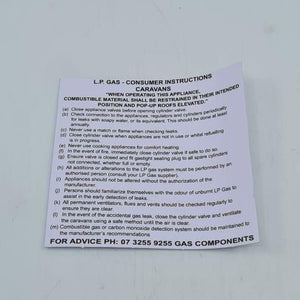 L.P. GAS - CONSUMER INSTRUCTIONS
CARAVANS
"WHEN OPERATING THIS APPLIANCE,
COMBUSTIBLE MATERIAL SHALL BE RESTRAINED IN THEIR INTENDED
POSITION AND POP-UP ROOFS ELEVATED."
(a) Close appliance valves before opening cylinder valve.
(b) Check connection to the appliances, regulators and cylinders periodically
for leaks with soapy water, or its equivalent. This should be done at least
annually.
(c) Never use a match or flame when checking leaks.
(d) Close cylinder valve when appliances are not in use or whilst refuelling
is in progress.
(e) Never use cooking appliances for comfort heating.
(f) In the event of fire, immediately close cylinder valve if safe to do so.
(g) Ensure valve is closed and fit gastight sealing plug to all spare cylinders
not connected, whether full or empty.
(h) All additions or alterations to the LP gas system must be performed by an
authorised person (consult your LP Gas supplier).
(i) Appliances should not be altered without the authorization of the
manufacturer.
(j) Persons should familiarize themselves with the odour of unburnt LP Gas to
assist in the early detection of leaks.
(k) All permanent ventilators, flues and vents should be checked regularly to
ensure they are clear.
(l) In the event of the accidental gas leak, close the cylinder valve and ventilate
the caravans using a safe method until the air is clear.
(m) Combustible gas or carbon monoxide detection system should be maintained to
the manufacturer's recommendations
FOR ADVICE PH: 07 3255 9255 GAS COMPONENTS